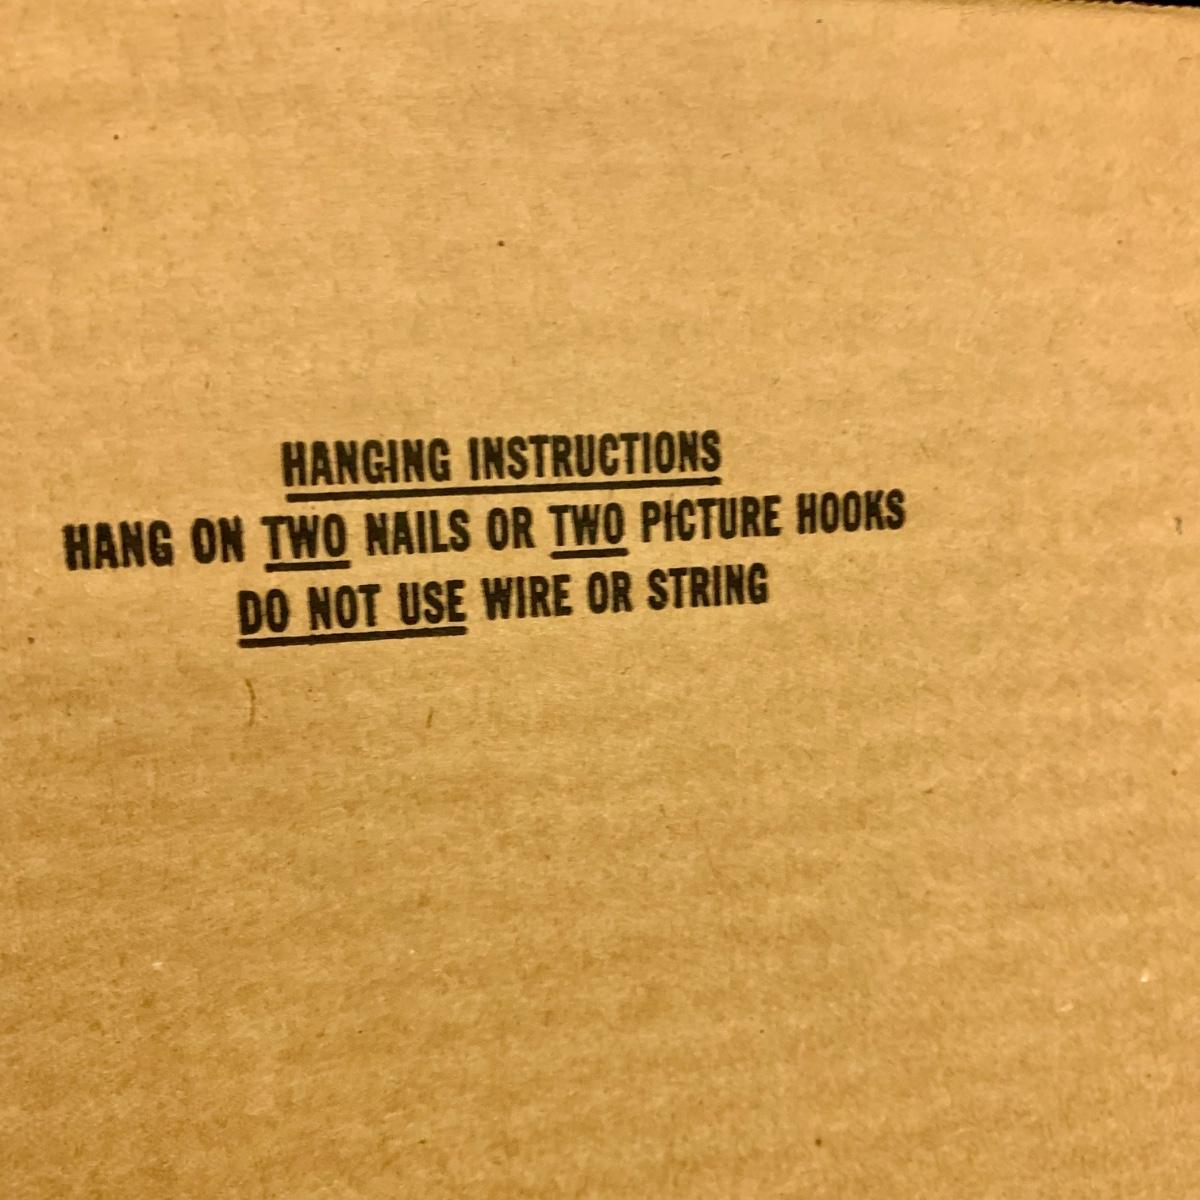 HANGING INSTRUCTIONS
HANG ON TWO NAILS OR TWO PICTURE HOOKS
DO NOT USE WIRE OR STRING